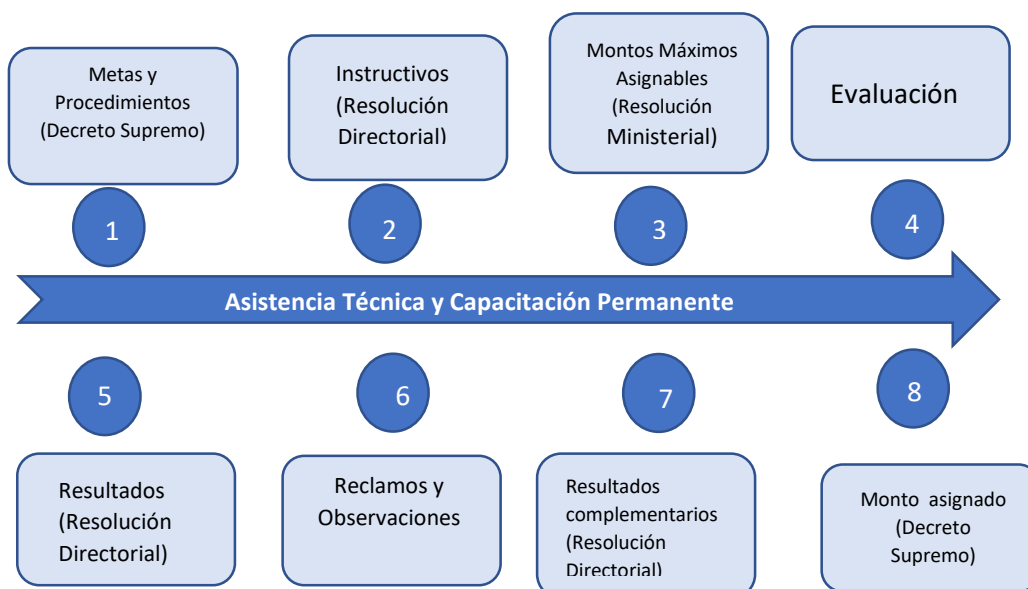 Metas y
Procedimientos
(Decreto Supremo)
Instructivos
(Resolución
Directorial)
Montos Máximos
Asignables
(Resolución
Ministerial)
Evaluación
1
2
3
4
Asistencia Técnica y Capacitación Permanente
5
6
7
8
Resultados
(Resolución
Directorial)
Reclamos y
Observaciones
Resultados
complementarios
(Resolución
Directorial)
Monto asignado
(Decreto
Supremo)